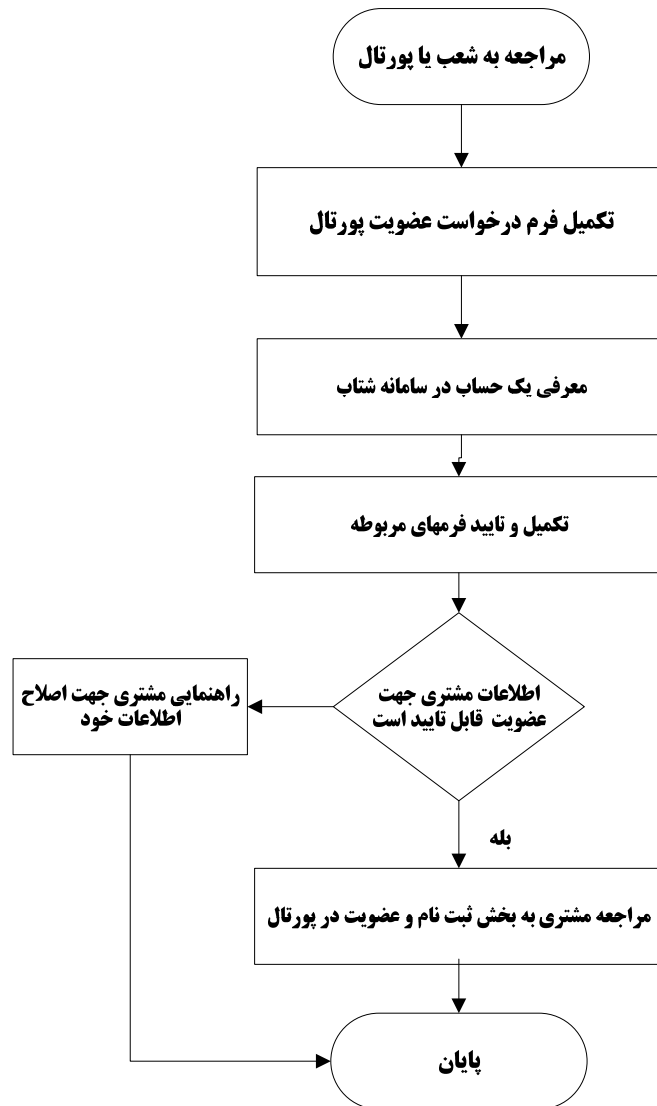 مراجعه به شعب یا پورتال
تکمیل فرم درخواست عضویت پورتال
معرفی یک حساب در سامانه شتاب
تکمیل و تایید فرمهای مربوطه
اطلاعات مشتری جهت
عضویت قابل تایید است
راهنمایی مشتری جهت اصلاح
اطلاعات خود
بله
مراجعه مشتری به بخش ثبت نام و عضویت در پورتال
پایان